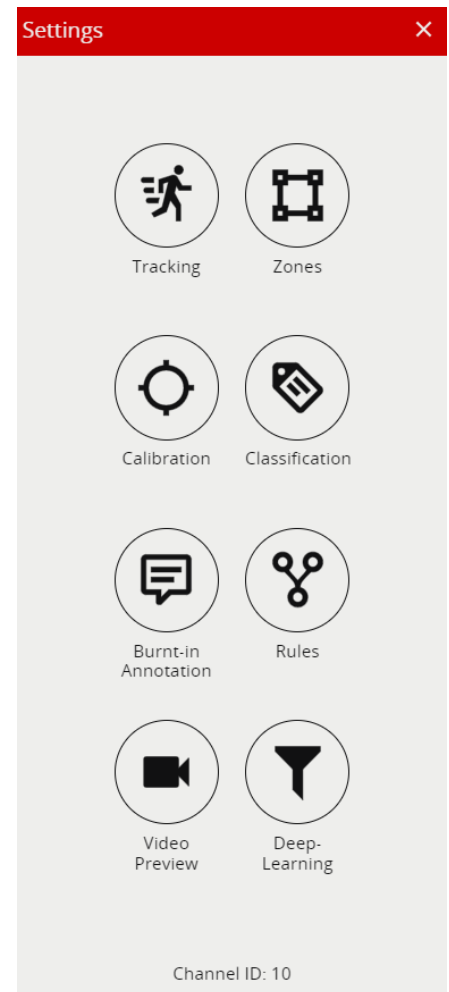 Settings
Tracking
Zones
Calibration
Classification
Burnt-in
Annotation
Rules
Video
Preview
Deep-
Learning
Channel ID: 10